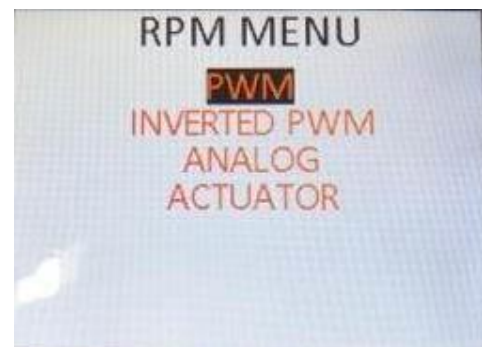 RPM MENU
PWM
INVERTED PWM
ANALOG
ACTUATOR